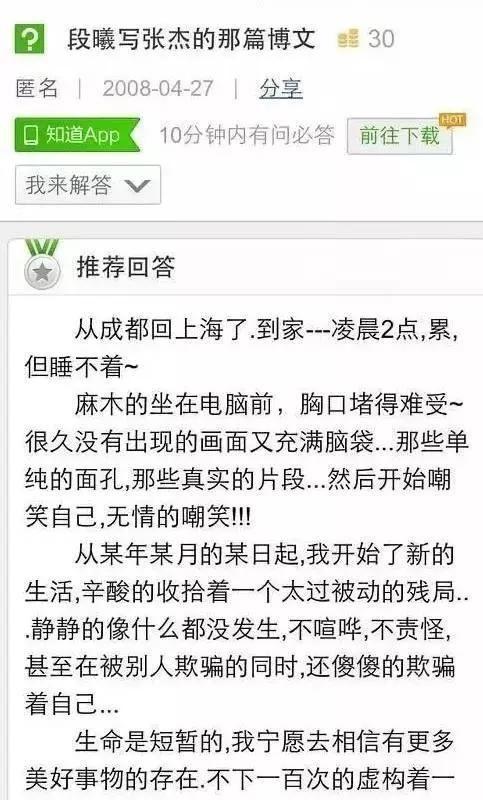 段曦写张杰的那篇博文 30
匿名 | 2008-04-27 | 分享
知道App 10分钟内有问必答 前往下载 HOT
我来解答
推荐回答
从成都回上海了.到家---凌晨2点,累,
但睡不着~
麻木的坐在电脑前，胸口堵得难受~
很久没有出现的画面又充满脑袋...那些单
纯的面孔,那些真实的片段...然后开始嘲
笑自己,无情的嘲笑!!!
从某年某月的某日起,我开始了新的
生活,辛酸的收拾着一个太过被动的残局..
.静静的像什么都没发生,不喧哗,不责怪,
甚至在被别人欺骗的同时,还傻傻的欺骗
着自己...
生命是短暂的,我宁愿去相信有更多
美好事物的存在.不下一百次的虚构着一